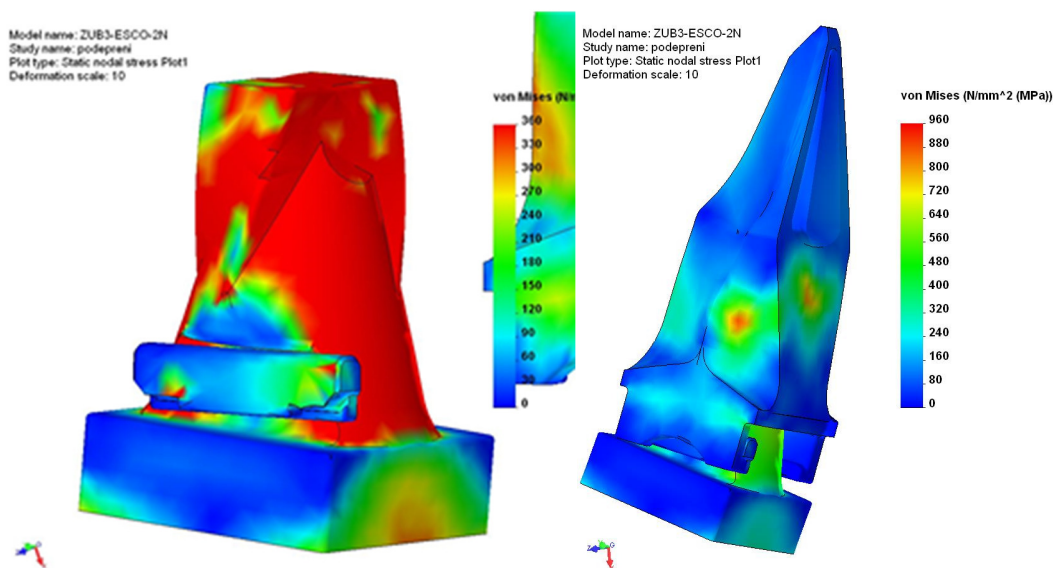 Model name: ZUB3-ESCO-2N
Study name: podepreni
Plot type: Static nodal stress Plot1
Deformation scale: 10
von Mises (N/m
360
330
300
270
240
210
180
150
120
90
60
30
0
Model name: ZUB3-ESCO-2N
Study name: podepreni
Plot type: Static nodal stress Plot1
Deformation scale: 10
von Mises (N/mm^2 (MPa))
960
880
800
720
640
560
480
400
320
240
160
80
0